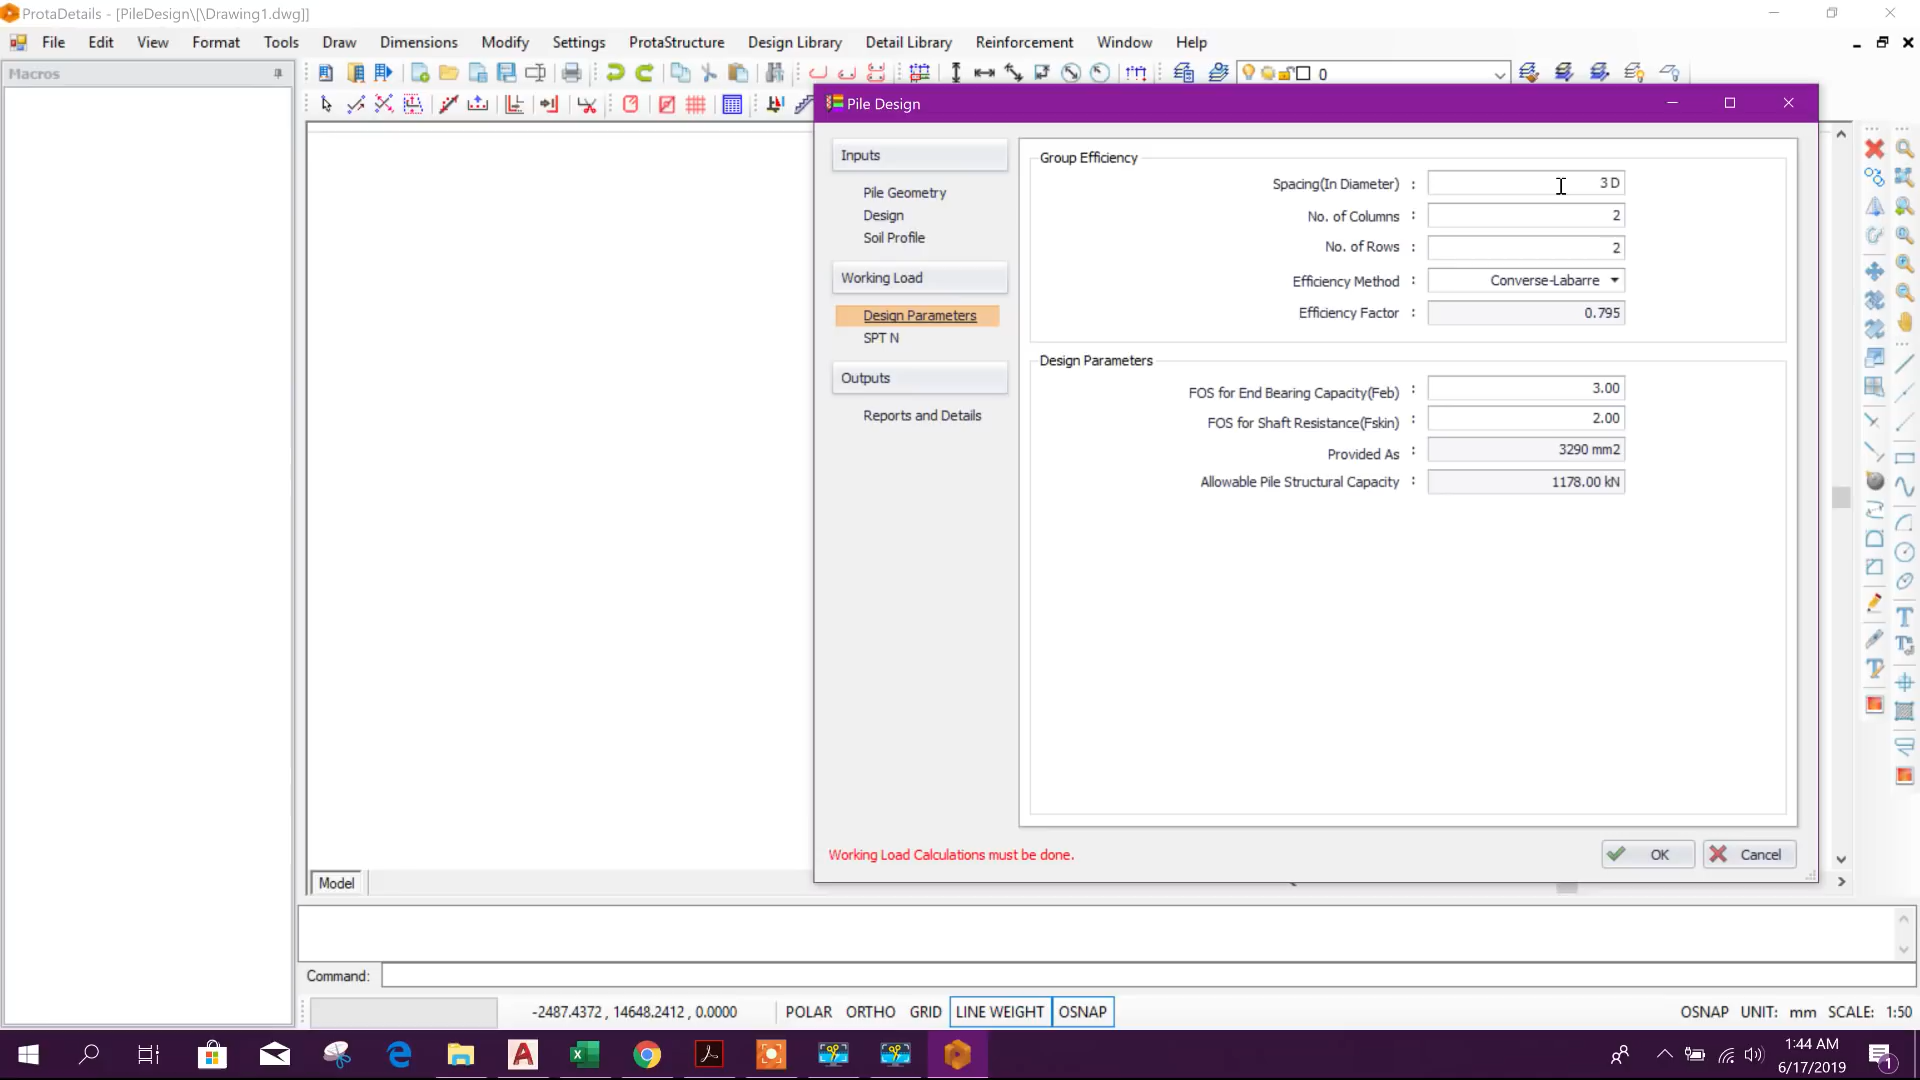 ProtaDetails - [PileDesign\[\Drawing1.dwg]]
File Edit View Format Tools Draw Dimensions Modify Settings ProtaStructure Design Library Detail Library Reinforcement Window Help
Macros
0
Pile Design
Inputs
Pile Geometry
Design
Soil Profile
Working Load
Design Parameters
SPT N
Outputs
Reports and Details
Group Efficiency
Spacing(In Diameter) : 3 D
No. of Columns : 2
No. of Rows : 2
Efficiency Method : Converse-Labarre
Efficiency Factor : 0.795
Design Parameters
FOS for End Bearing Capacity(Feb) : 3.00
FOS for Shaft Resistance(Fskin) : 2.00
Provided As : 3290 mm2
Allowable Pile Structural Capacity : 1178.00 kN
Working Load Calculations must be done.
OK Cancel
Model
Command:
-2487.4372 , 14648.2412 , 0.0000 POLAR ORTHO GRID LINE WEIGHT OSNAP OSNAP UNIT: mm SCALE: 1:50
1:44 AM
6/17/2019
1